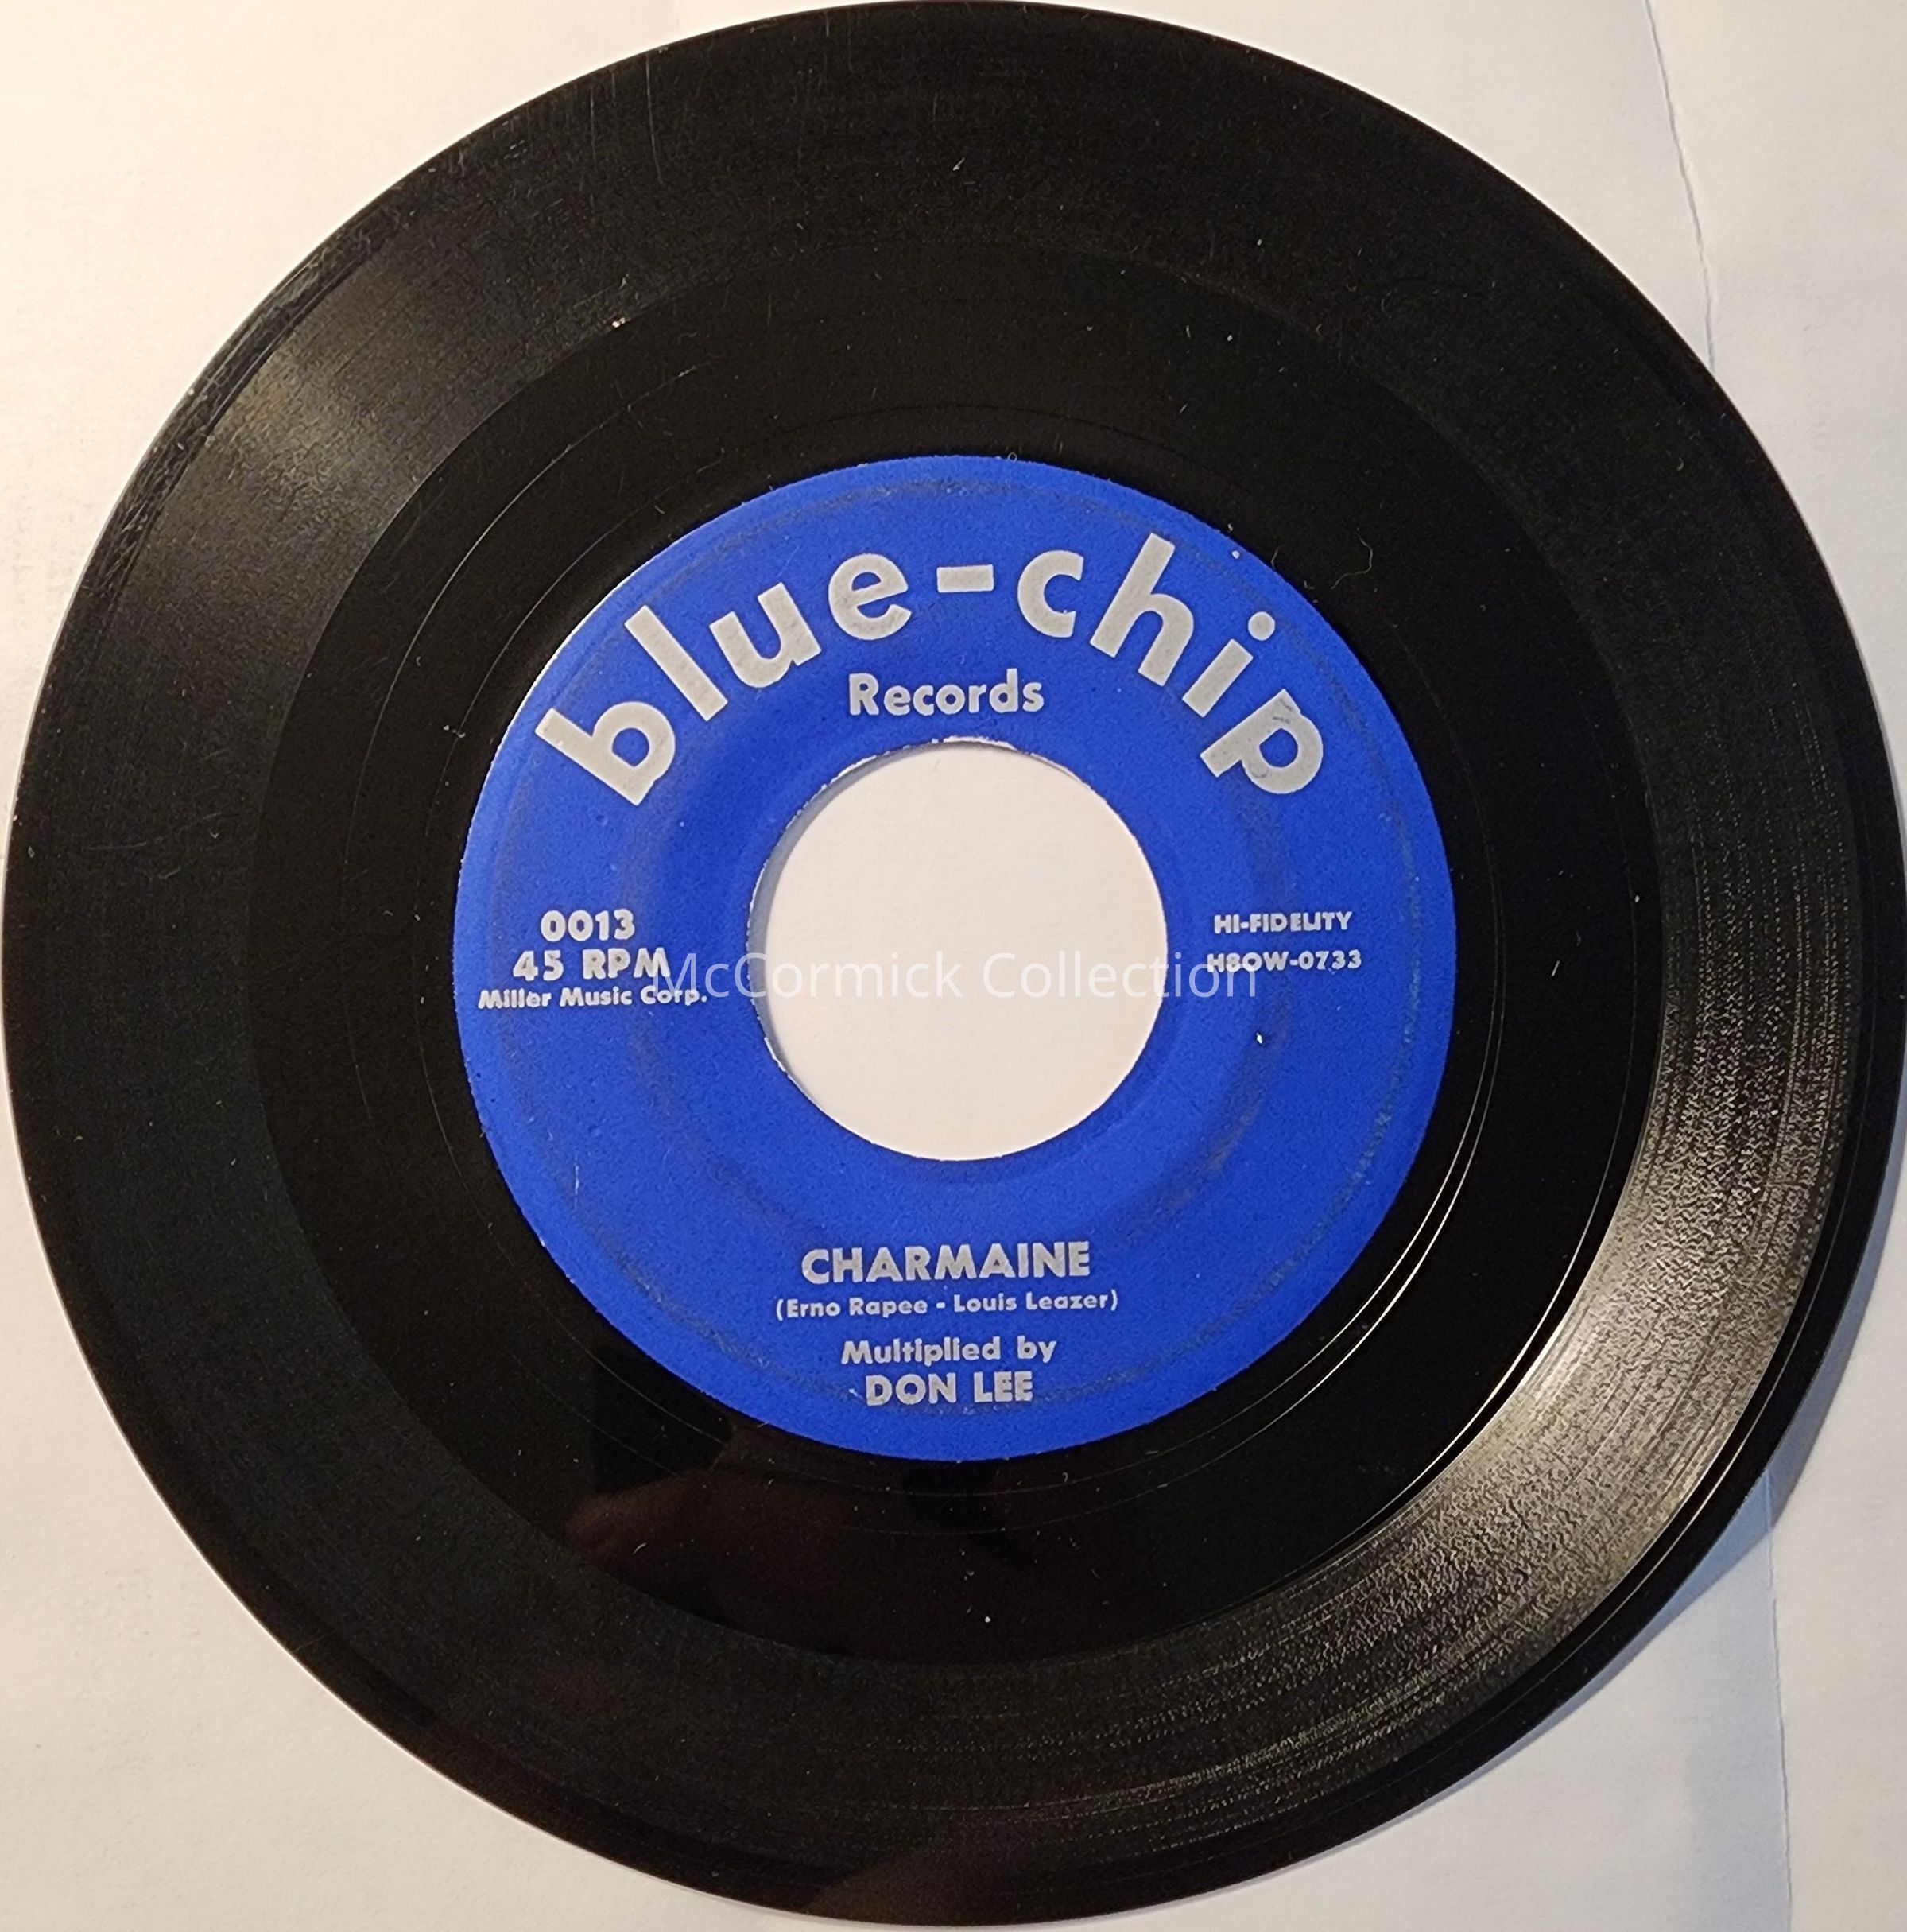 blue-chip
Records
0013
45 RPM
Miller Music Corp.
HI-FIDELITY
H8OW-0733
McCormick Collection
CHARMAINE
(Erno Rapee - Louis Leazer)
Multiplied by
DON LEE